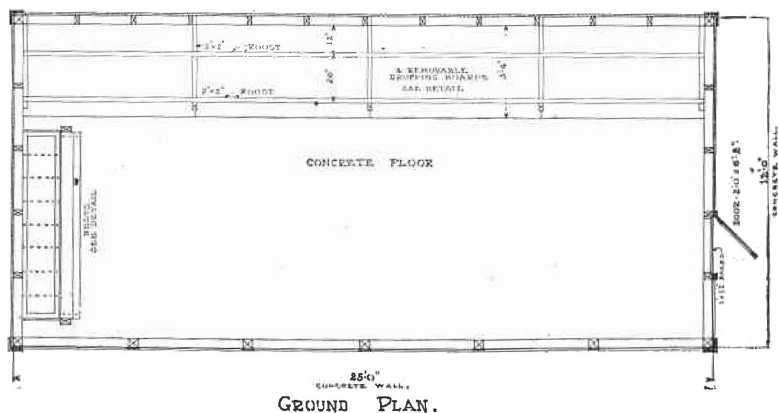 2"x2" ROOST
12"
20"
3'6"
4 REMOVABLE
DROPPING BOARDS
SEE DETAIL
2"x2" ROOST
CONCRETE FLOOR
NESTS
SEE DETAIL
12'0"
CONCRETE WALL
25'0"
CONCRETE WALL.
GROUND PLAN.